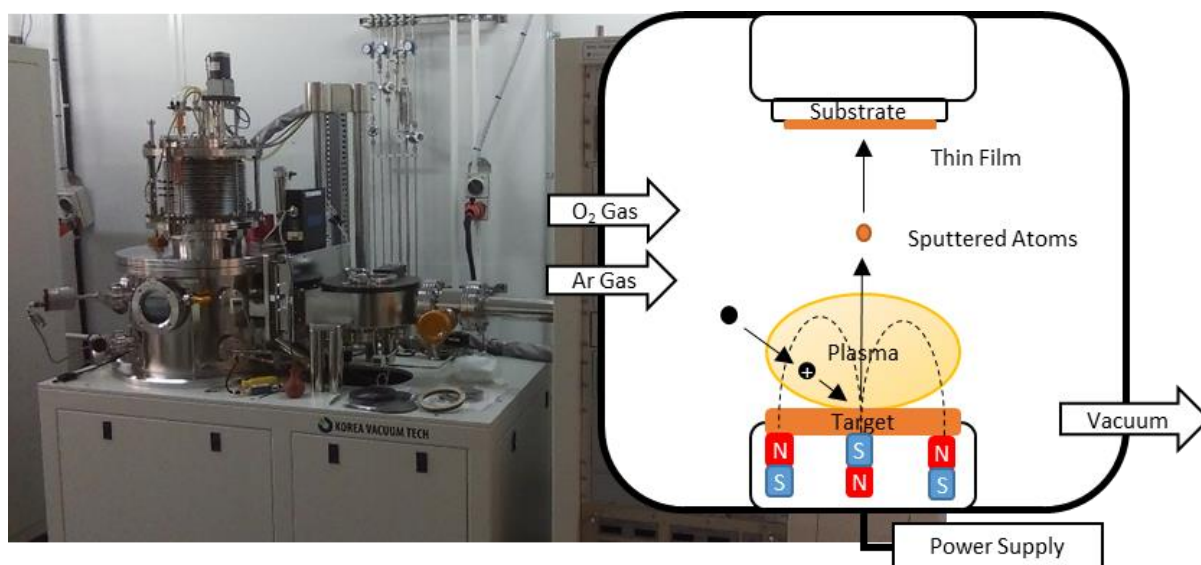 KOREA VACUUM TECH
Substrate
Thin Film
O₂ Gas
Sputtered Atoms
Ar Gas
Plasma
+
Target
Vacuum
N S N
S N S
Power Supply